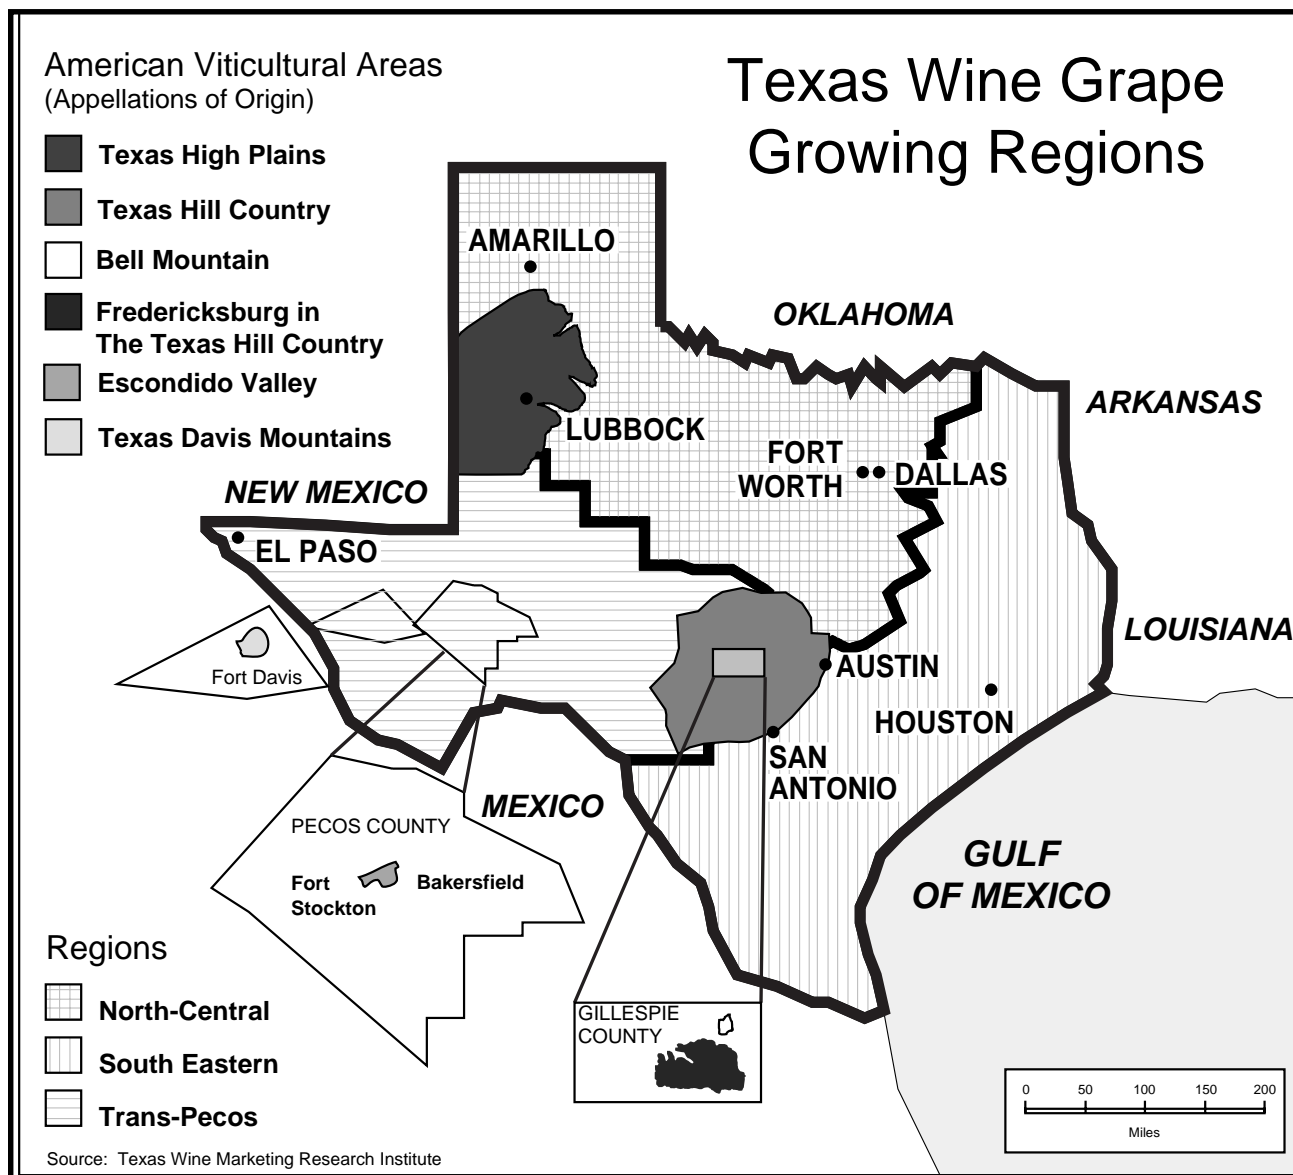 American Viticultural Areas
(Appellations of Origin)
Texas High Plains
Texas Hill Country
Bell Mountain
Fredericksburg in
The Texas Hill Country
Escondido Valley
Texas Davis Mountains
Texas Wine Grape
Growing Regions
AMARILLO
OKLAHOMA
ARKANSAS
LUBBOCK
FORT
WORTH
DALLAS
NEW MEXICO
EL PASO
LOUISIANA
Fort Davis
AUSTIN
HOUSTON
SAN
ANTONIO
MEXICO
PECOS COUNTY
GULF
OF MEXICO
Fort
Stockton
Bakersfield
Regions
North-Central
South Eastern
Trans-Pecos
GILLESPIE
COUNTY
0 50 100 150 200
Miles
Source: Texas Wine Marketing Research Institute